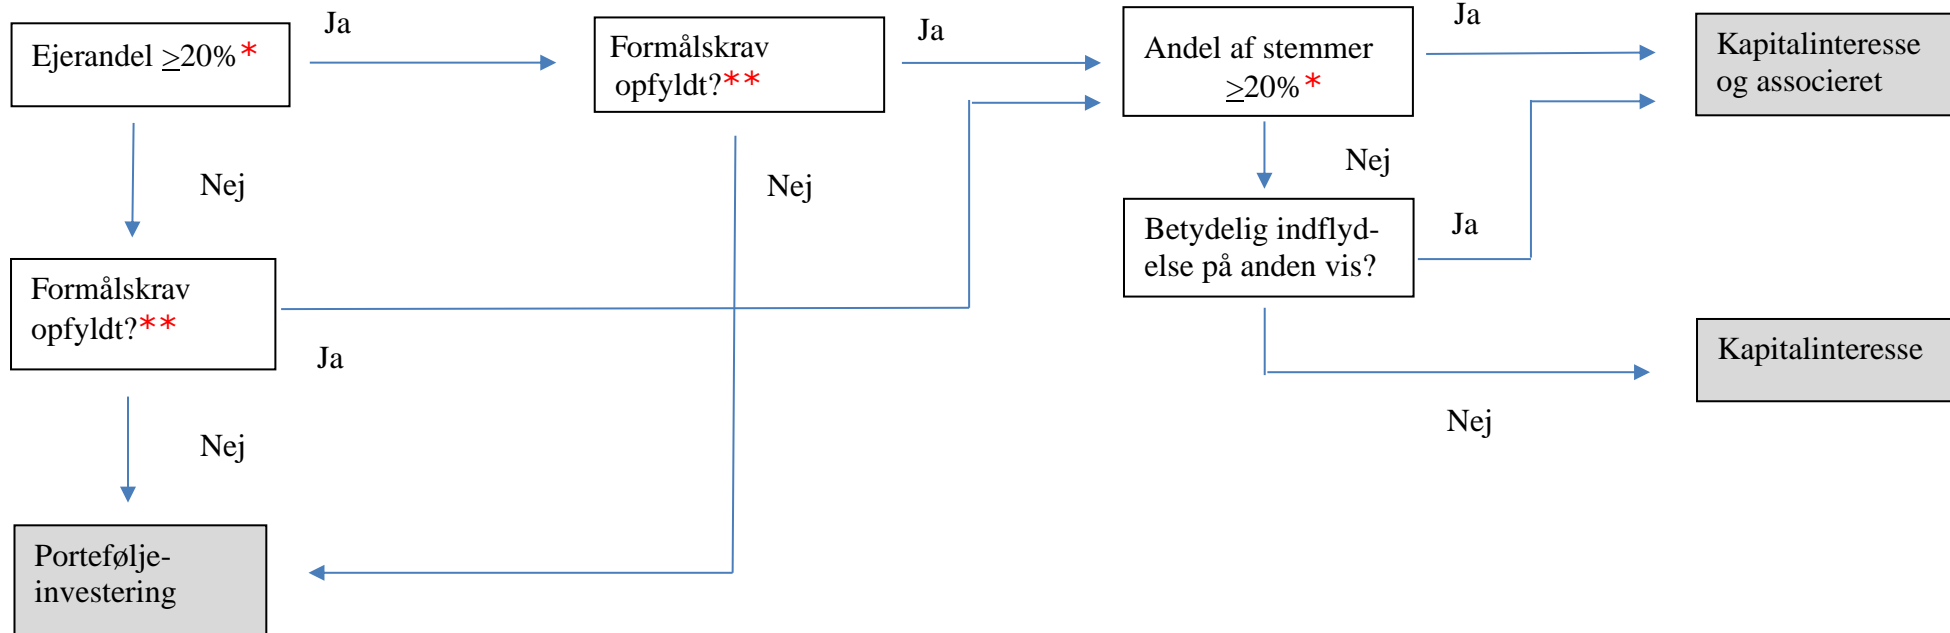 Ja
Ejerandel ≥20%*
Formålskrav
opfyldt?**
Ja
Andel af stemmer
≥20%*
Ja
Kapitalinteresse
og associeret
Nej
Nej
Nej
Formålskrav
opfyldt?**
Ja
Betydelig indflyd-
else på anden vis?
Ja
Kapitalinteresse
Nej
Nej
Portefølje-
investering